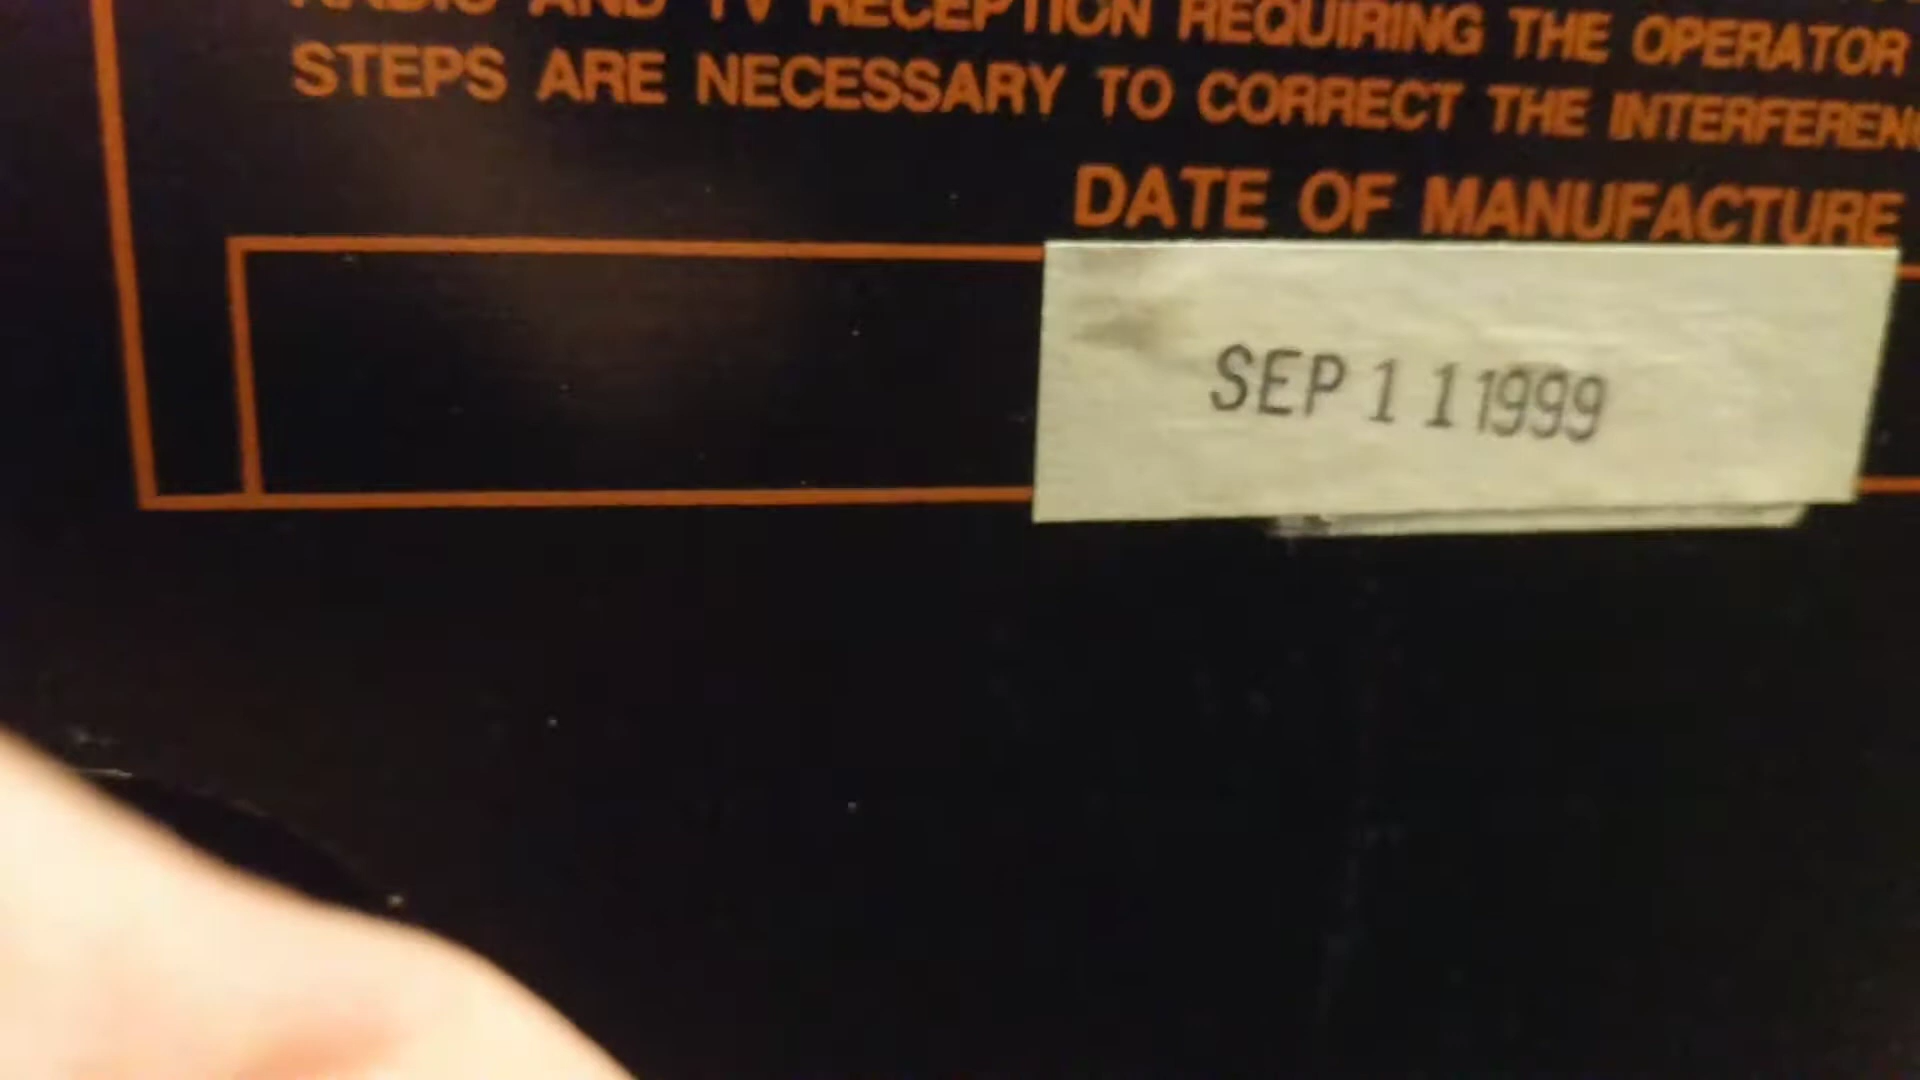 RADIO AND TV RECEPTION REQUIRING THE OPERATOR
STEPS ARE NECESSARY TO CORRECT THE INTERFERENC
DATE OF MANUFACTURE
SEP 1 1 1999